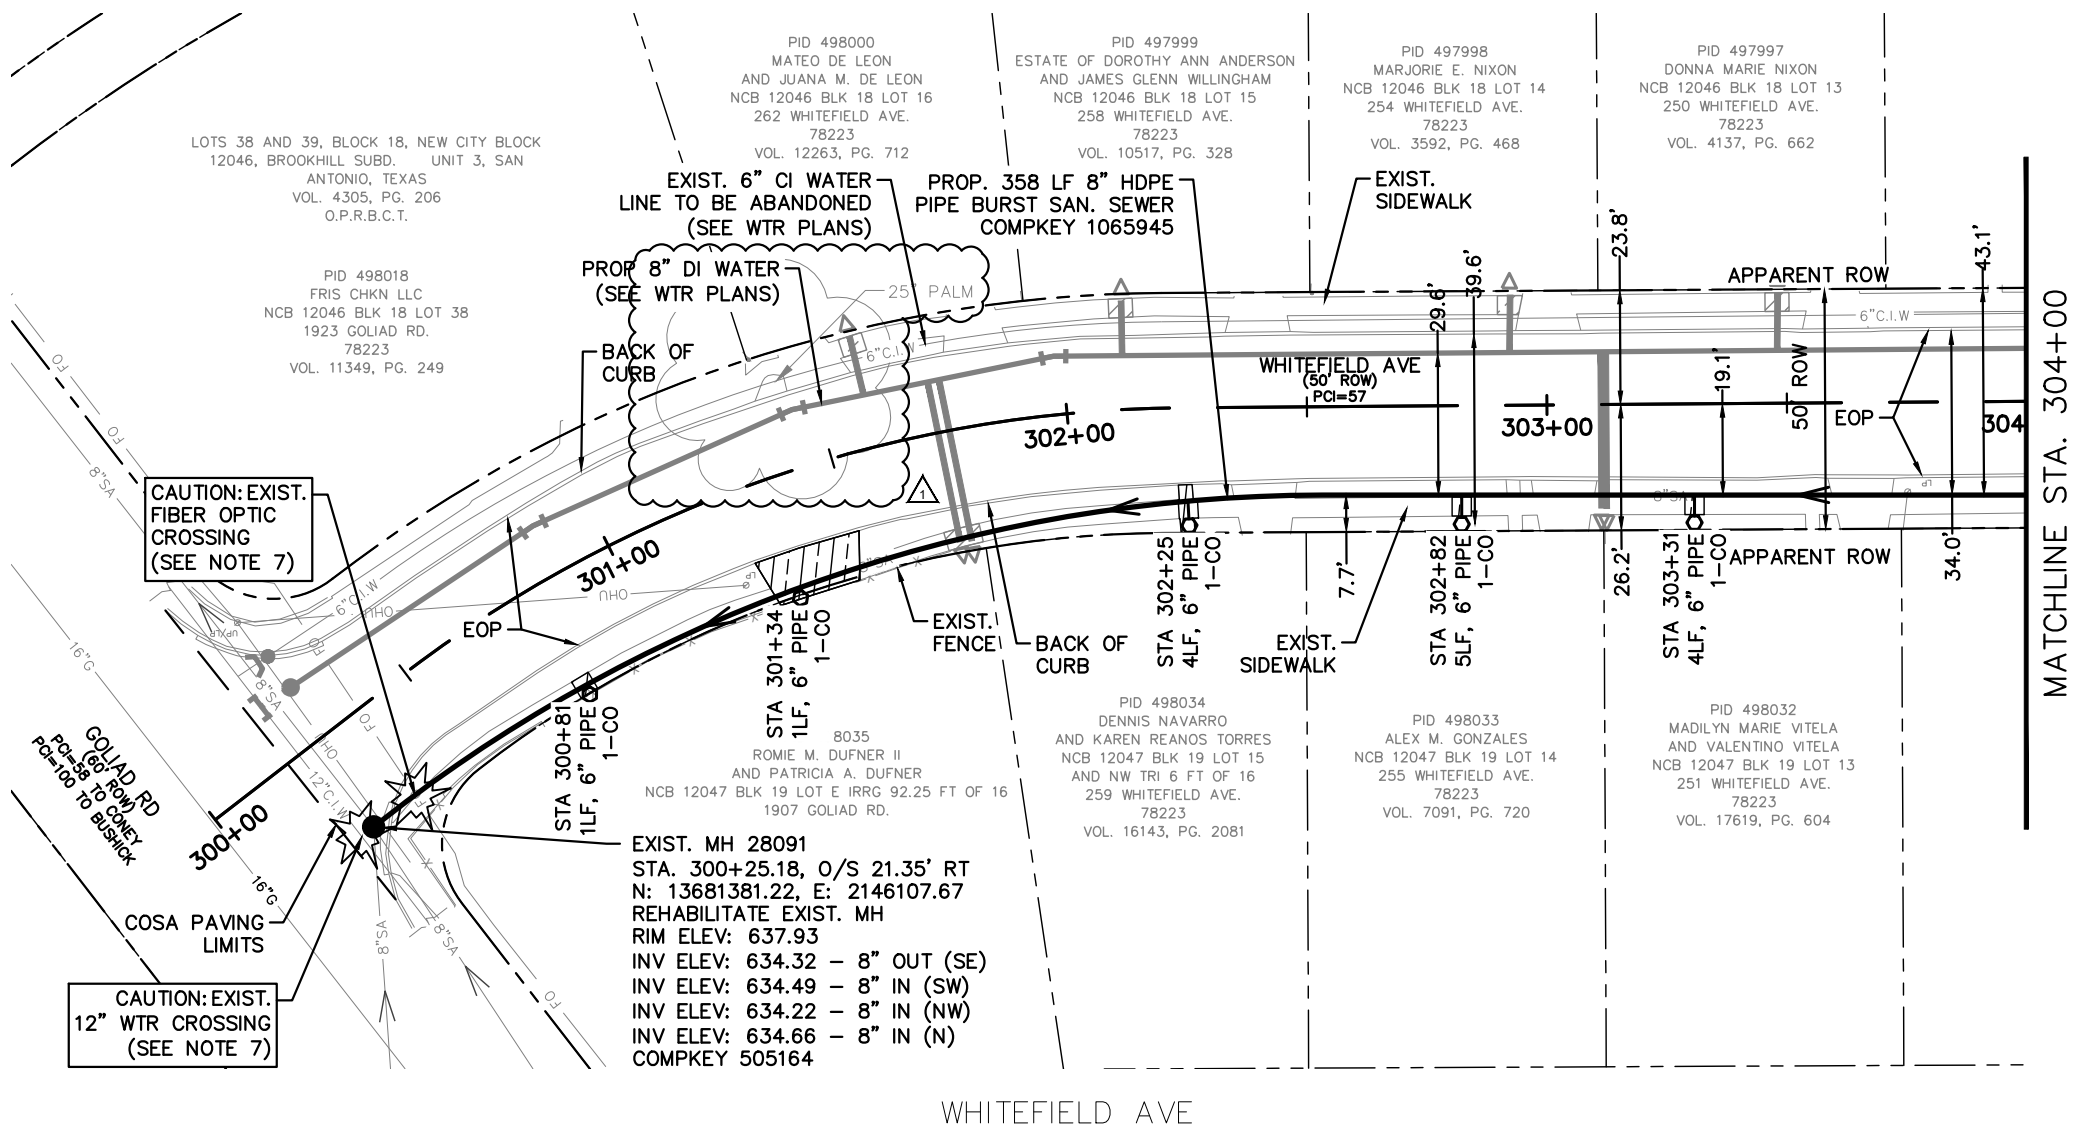 PID 498000
MATEO DE LEON
AND JUANA M. DE LEON
NCB 12046 BLK 18 LOT 16
262 WHITEFIELD AVE.
78223
VOL. 12263, PG. 712
PID 497999
ESTATE OF DOROTHY ANN ANDERSON
AND JAMES GLENN WILLINGHAM
NCB 12046 BLK 18 LOT 15
258 WHITEFIELD AVE.
78223
VOL. 10517, PG. 328
PID 497998
MARJORIE E. NIXON
NCB 12046 BLK 18 LOT 14
254 WHITEFIELD AVE.
78223
VOL. 3592, PG. 468
PID 497997
DONNA MARIE NIXON
NCB 12046 BLK 18 LOT 13
250 WHITEFIELD AVE.
78223
VOL. 4137, PG. 662
LOTS 38 AND 39, BLOCK 18, NEW CITY BLOCK
12046, BROOKHILL SUBD. UNIT 3, SAN
ANTONIO, TEXAS
VOL. 4305, PG. 206
O.P.R.B.C.T.
PID 498018
FRIS CHKN LLC
NCB 12046 BLK 18 LOT 38
1923 GOLIAD RD.
78223
VOL. 11349, PG. 249
EXIST. 6" CI WATER
LINE TO BE ABANDONED
(SEE WTR PLANS)
PROP. 358 LF 8" HDPE
PIPE BURST SAN. SEWER
COMPKEY 1065945
EXIST.
SIDEWALK
PROP 8" DI WATER
(SEE WTR PLANS)
25' PALM
BACK OF
CURB
6"C.I.W
29.6'
39.6'
23.8'
19.1'
43.1'
APPARENT ROW
6"C.I.W
WHITEFIELD AVE
(50' ROW)
PCI=57
50' ROW
EOP
302+00
303+00
304
MATCHLINE STA. 304+00
1
8"SA
FO
FO
8"SA
CAUTION: EXIST.
FIBER OPTIC
CROSSING
(SEE NOTE 7)
301+00
6"C.I.W
OHU
OHU
UP/LP
EOP
EXIST.
FENCE
BACK OF
CURB
EXIST.
SIDEWALK
STA 302+25
4LF, 6" PIPE
1-CO
7.7'
STA 302+82
5LF, 6" PIPE
1-CO
26.2'
STA 303+31
4LF, 6" PIPE
1-CO
APPARENT ROW
34.0'
STA 301+34
1LF, 6" PIPE
1-CO
STA 300+81
1LF, 6" PIPE
1-CO
16"G
8"SA
FO
FO
OHU
12"C.I.W
GOLIAD RD
(60' ROW)
PCI=58 TO CONEY
PCI=100 TO BUSHICK
300+00
16"G
8035
ROMIE M. DUFNER II
AND PATRICIA A. DUFNER
NCB 12047 BLK 19 LOT E IRRG 92.25 FT OF 16
1907 GOLIAD RD.
PID 498034
DENNIS NAVARRO
AND KAREN REANOS TORRES
NCB 12047 BLK 19 LOT 15
AND NW TRI 6 FT OF 16
259 WHITEFIELD AVE.
78223
VOL. 16143, PG. 2081
PID 498033
ALEX M. GONZALES
NCB 12047 BLK 19 LOT 14
255 WHITEFIELD AVE.
78223
VOL. 7091, PG. 720
PID 498032
MADILYN MARIE VITELA
AND VALENTINO VITELA
NCB 12047 BLK 19 LOT 13
251 WHITEFIELD AVE.
78223
VOL. 17619, PG. 604
EXIST. MH 28091
STA. 300+25.18, O/S 21.35' RT
N: 13681381.22, E: 2146107.67
REHABILITATE EXIST. MH
RIM ELEV: 637.93
INV ELEV: 634.32 – 8" OUT (SE)
INV ELEV: 634.49 – 8" IN (SW)
INV ELEV: 634.22 – 8" IN (NW)
INV ELEV: 634.66 – 8" IN (N)
COMPKEY 505164
COSA PAVING
LIMITS
8"SA
8"SA
FO
CAUTION: EXIST.
12" WTR CROSSING
(SEE NOTE 7)
WHITEFIELD AVE